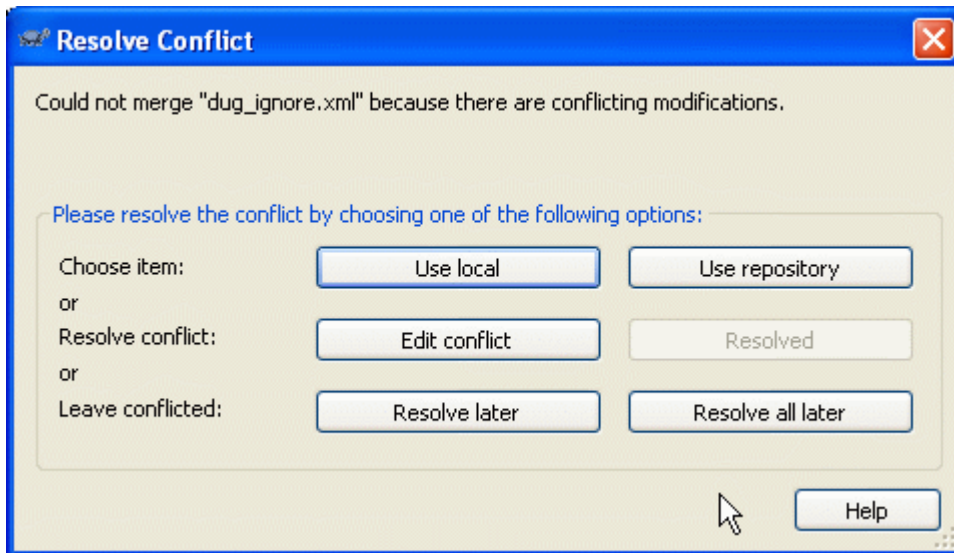 Resolve Conflict
Could not merge "dug_ignore.xml" because there are conflicting modifications.
Please resolve the conflict by choosing one of the following options:
Choose item: Use local Use repository
or
Resolve conflict: Edit conflict Resolved
or
Leave conflicted: Resolve later Resolve all later
Help